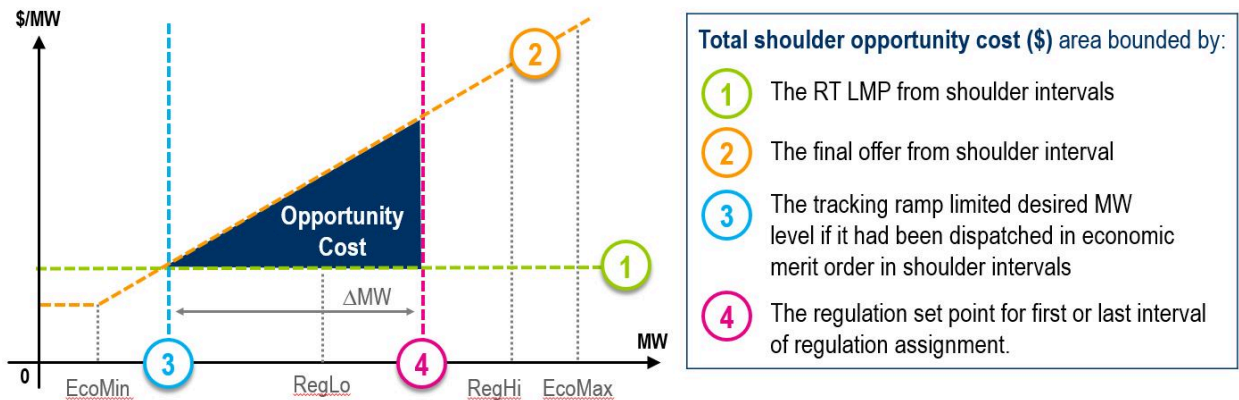 $/MW
2
Opportunity
Cost
1
ΔMW
MW
0
EcoMin
3
RegLo
4
RegHi
EcoMax
Total shoulder opportunity cost ($) area bounded by:
1 The RT LMP from shoulder intervals
2 The final offer from shoulder interval
3 The tracking ramp limited desired MW
level if it had been dispatched in economic
merit order in shoulder intervals
4 The regulation set point for first or last interval
of regulation assignment.